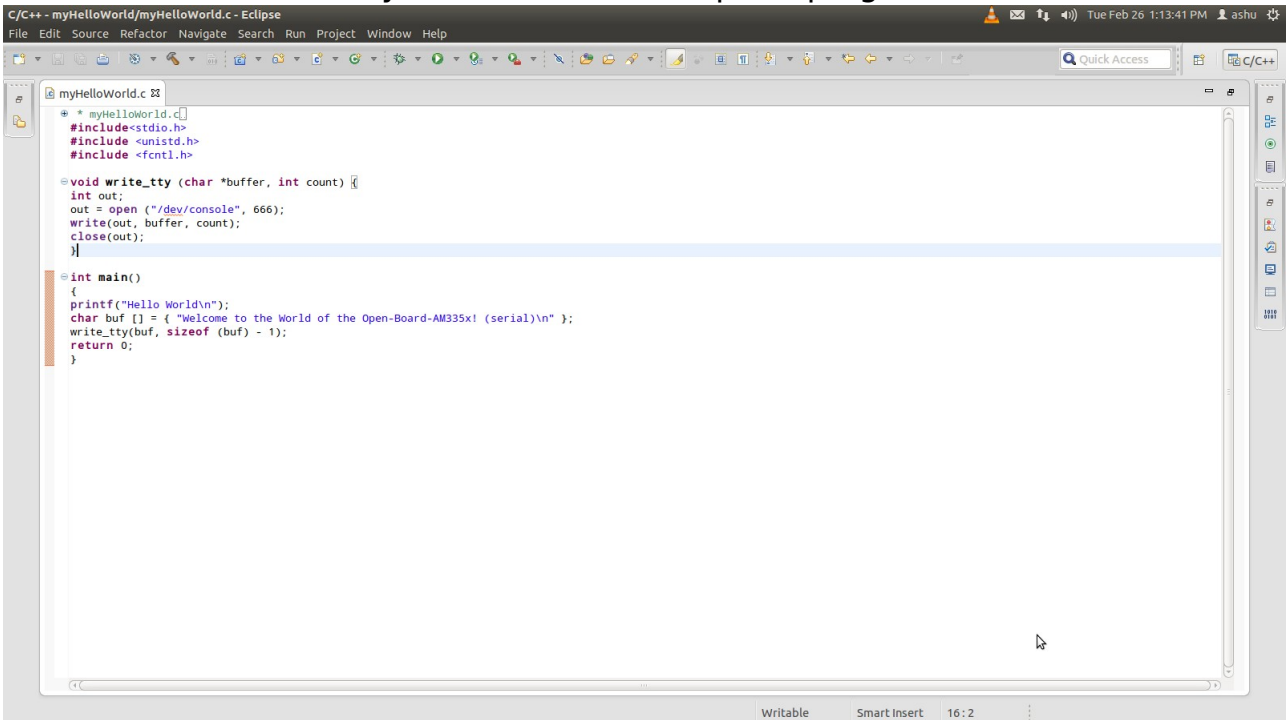 C/C++ - myHelloWorld/myHelloWorld.c - Eclipse
Tue Feb 26 1:13:41 PM ashu
File Edit Source Refactor Navigate Search Run Project Window Help
Quick Access
C/C++
myHelloWorld.c
* myHelloWorld.c
#include<stdio.h>
#include <unistd.h>
#include <fcntl.h>
void write_tty (char *buffer, int count) {
int out;
out = open ("/dev/console", 666);
write(out, buffer, count);
close(out);
}
int main()
{
printf("Hello World\n");
char buf [] = { "Welcome to the World of the Open-Board-AM335x! (serial)\n" };
write_tty(buf, sizeof (buf) - 1);
return 0;
}
Writable Smart Insert 16 : 2